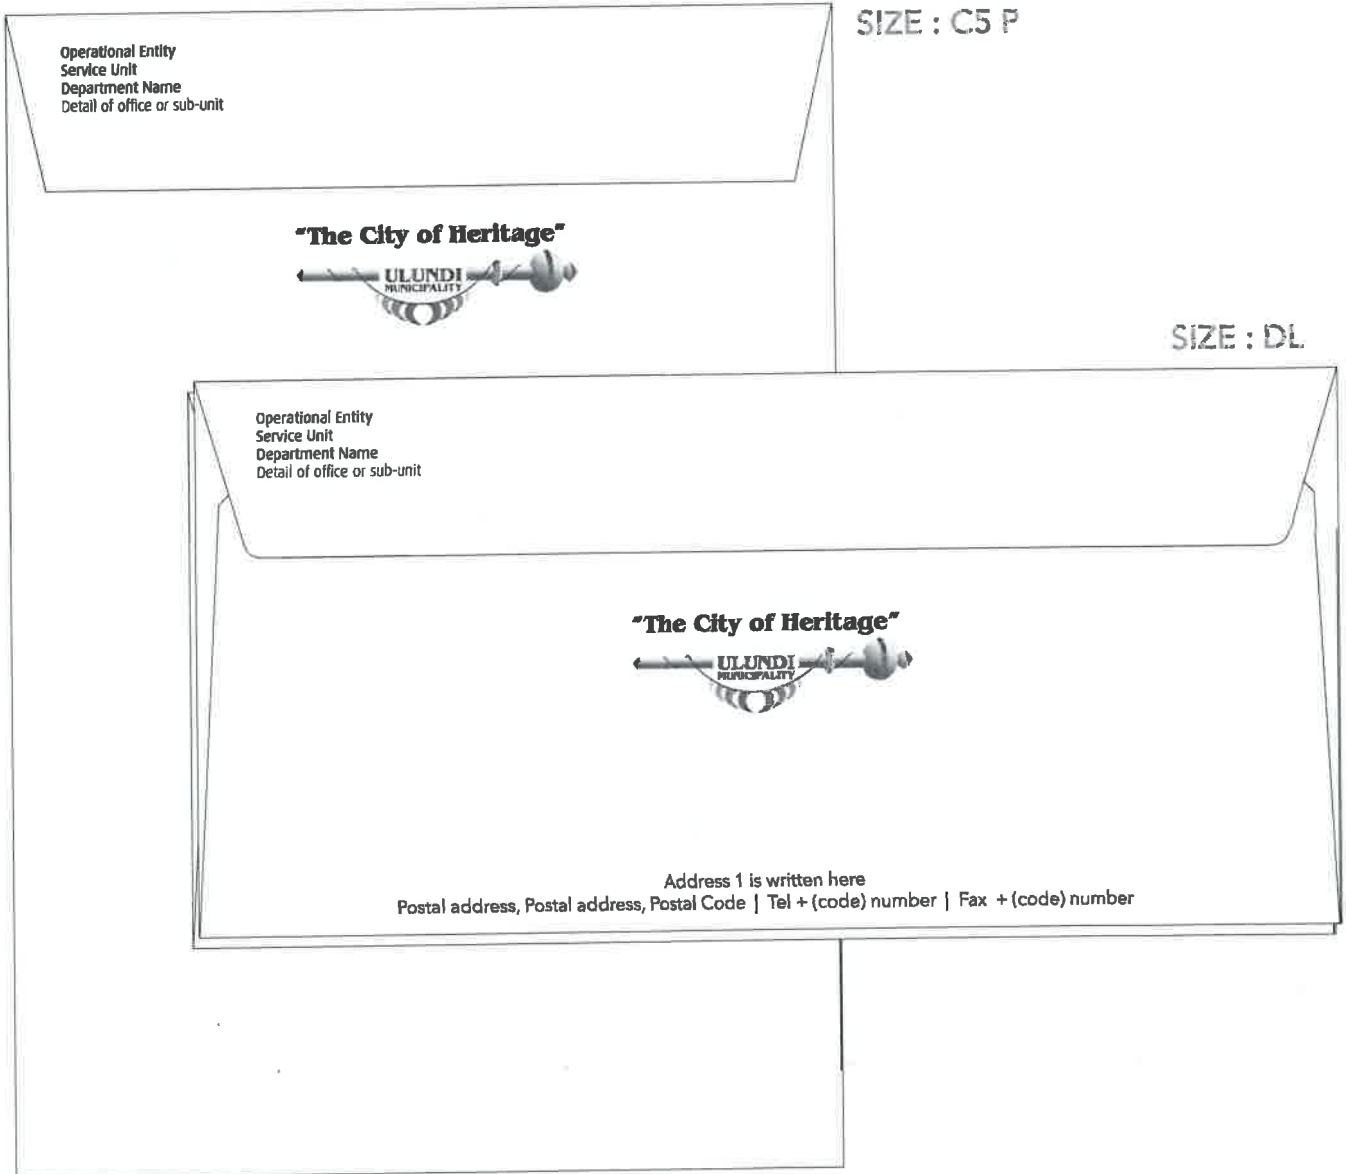 SIZE : C5 P
Operational Entity
Service Unit
Department Name
Detail of office or sub-unit
"The City of Heritage"
ULUNDI
MUNICIPALITY
SIZE : DL
Operational Entity
Service Unit
Department Name
Detail of office or sub-unit
"The City of Heritage"
ULUNDI
MUNICIPALITY
Address 1 is written here
Postal address, Postal address, Postal Code | Tel + (code) number | Fax + (code) number